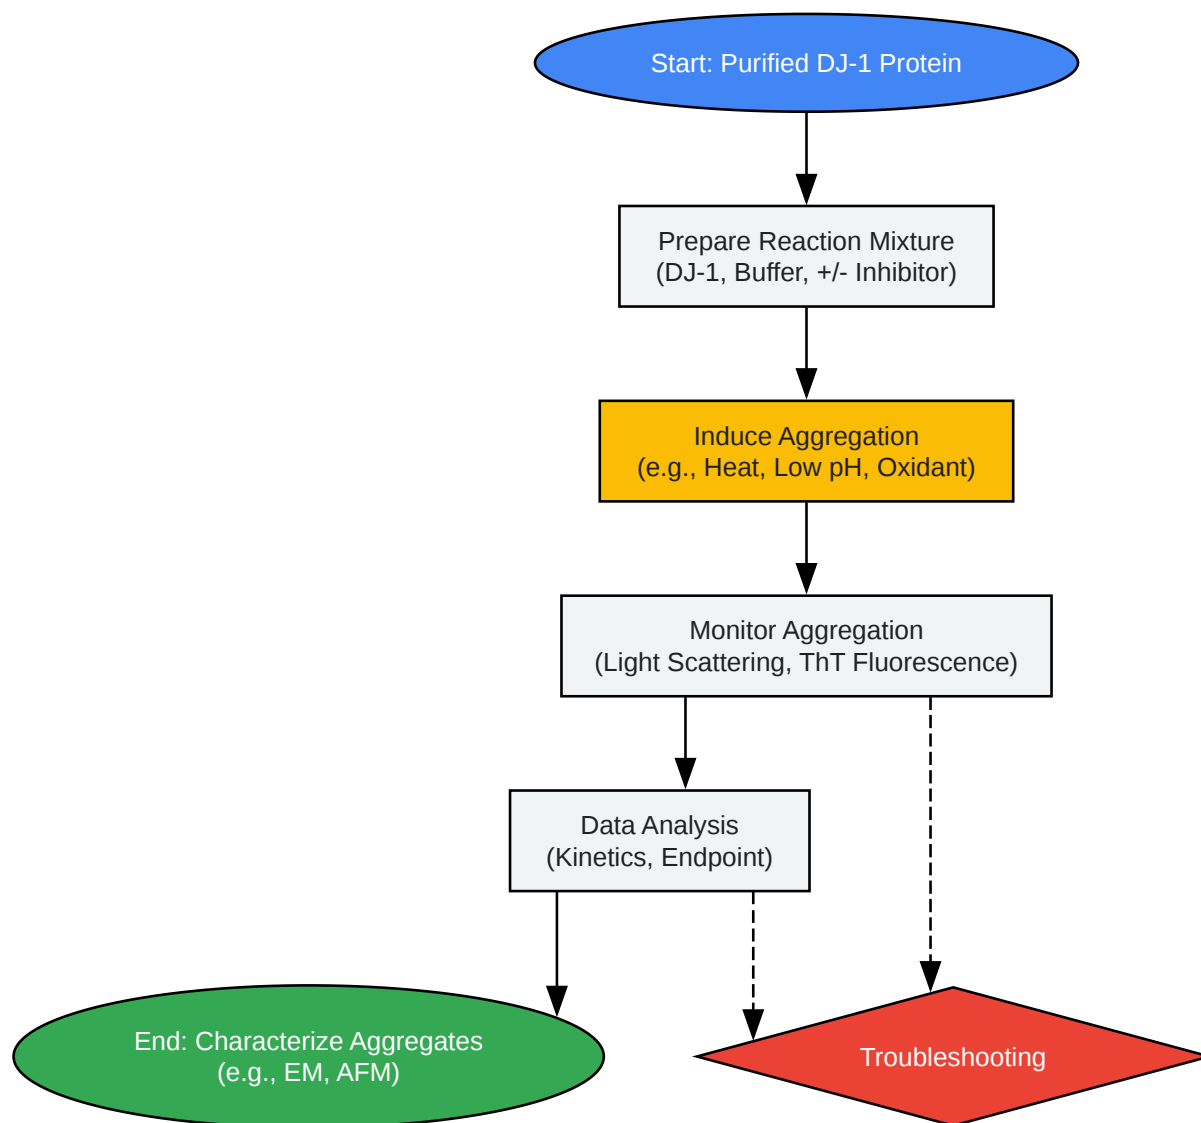 Start: Purified DJ-1 Protein
Prepare Reaction Mixture
(DJ-1, Buffer, +/- Inhibitor)
Induce Aggregation
(e.g., Heat, Low pH, Oxidant)
Monitor Aggregation
(Light Scattering, ThT Fluorescence)
Data Analysis
(Kinetics, Endpoint)
End: Characterize Aggregates
(e.g., EM, AFM)
Troubleshooting